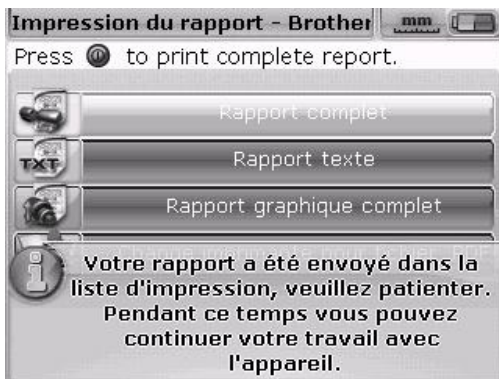 Impression du rapport - Brother mm
Press to print complete report.
Rapport complet
TXT Rapport texte
Rapport graphique complet
Votre rapport a été envoyé dans la
liste d'impression, veuillez patienter.
Pendant ce temps vous pouvez
continuer votre travail avec
l'appareil.